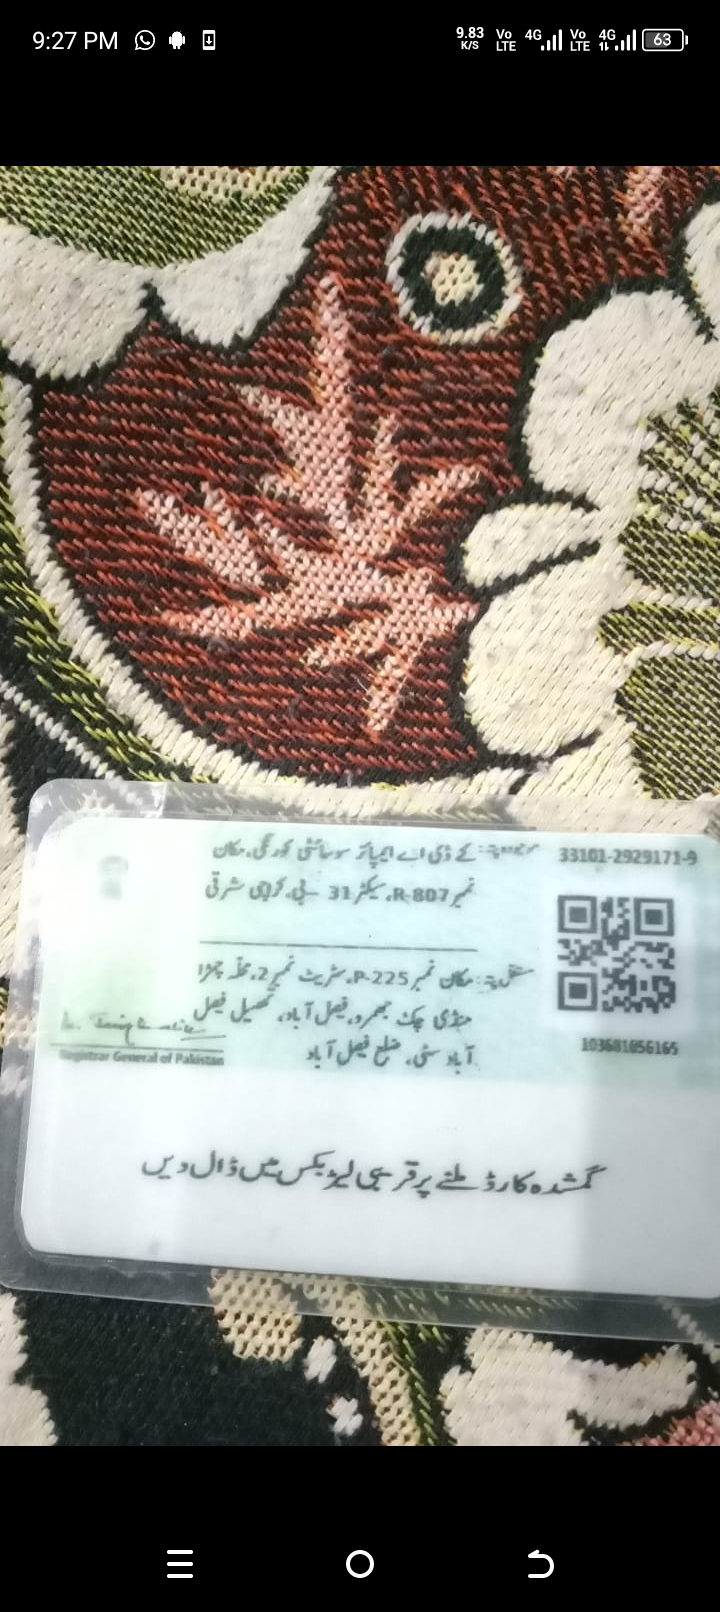 9:27 PM
9.83 K/S
Vo LTE 4G Vo LTE 4G 63
موجودہ پتہ: کے ڈی اے ایمپائز سوسائٹی کورنگی، مکان
33101-2929171-9
نمبر R-807، سیکٹر 31 بی، کراچی شرقی
مستقل پتہ: مکان نمبر P-225، سٹریٹ نمبر 2، محلہ
منڈی چک جھمرہ، فیصل آباد، تحصیل فیصل
آباد سٹی، ضلع فیصل آباد
103681056165
Registrar General of Pakistan
گمشدہ کارڈ ملنے پر قریبی لیٹر بکس میں ڈال دیں